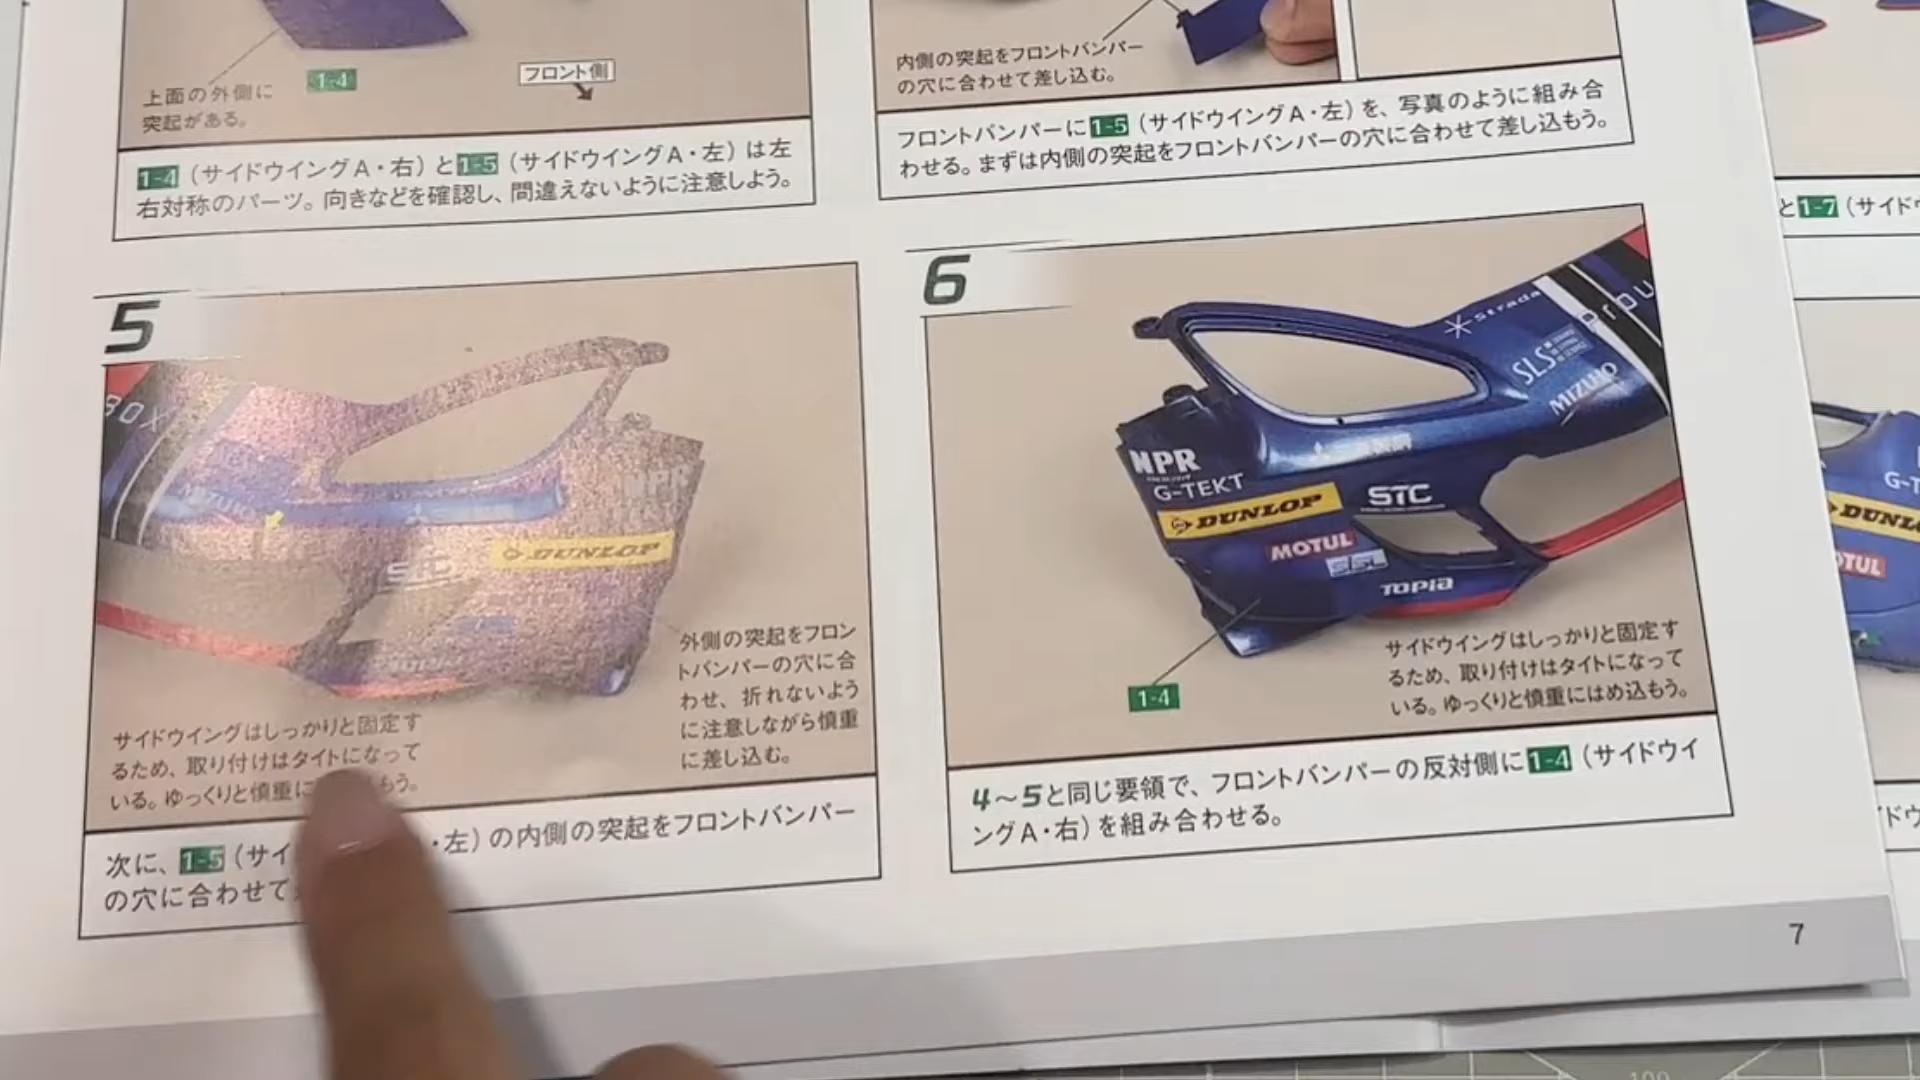 上面の外側に
突起がある。
1-4
フロント側
1-4（サイドウイングA・右）と1-5（サイドウイングA・左）は左
右対称のパーツ。向きなどを確認し、間違えないように注意しよう。
内側の突起をフロントバンパー
の穴に合わせて差し込む。
フロントバンパーに1-5（サイドウイングA・左）を、写真のように組み合
わせる。まずは内側の突起をフロントバンパーの穴に合わせて差し込もう。
と1-7（サイド
5
BOX
MIZUNO
NPR
STC
DUNLOP
外側の突起をフロン
トバンパーの穴に合
わせ、折れないよう
に注意しながら慎重
に差し込む。
サイドウイングはしっかりと固定す
るため、取り付けはタイトになって
いる。ゆっくりと慎重に
もう。
次に、1-5（サイ
・左）の内側の突起をフロントバンパー
の穴に合わせて
6
strada
SLS
MIZUNO
NPR
G-TEKT
DUNLOP
STC
MOTUL
TOPIA
1-4
サイドウイングはしっかりと固定す
るため、取り付けはタイトになって
いる。ゆっくりと慎重にはめ込もう。
4～5と同じ要領で、フロントバンパーの反対側に1-4（サイドウイ
ングA・右）を組み合わせる。
G-T
DUNL
OTUL
ドウ
7
100